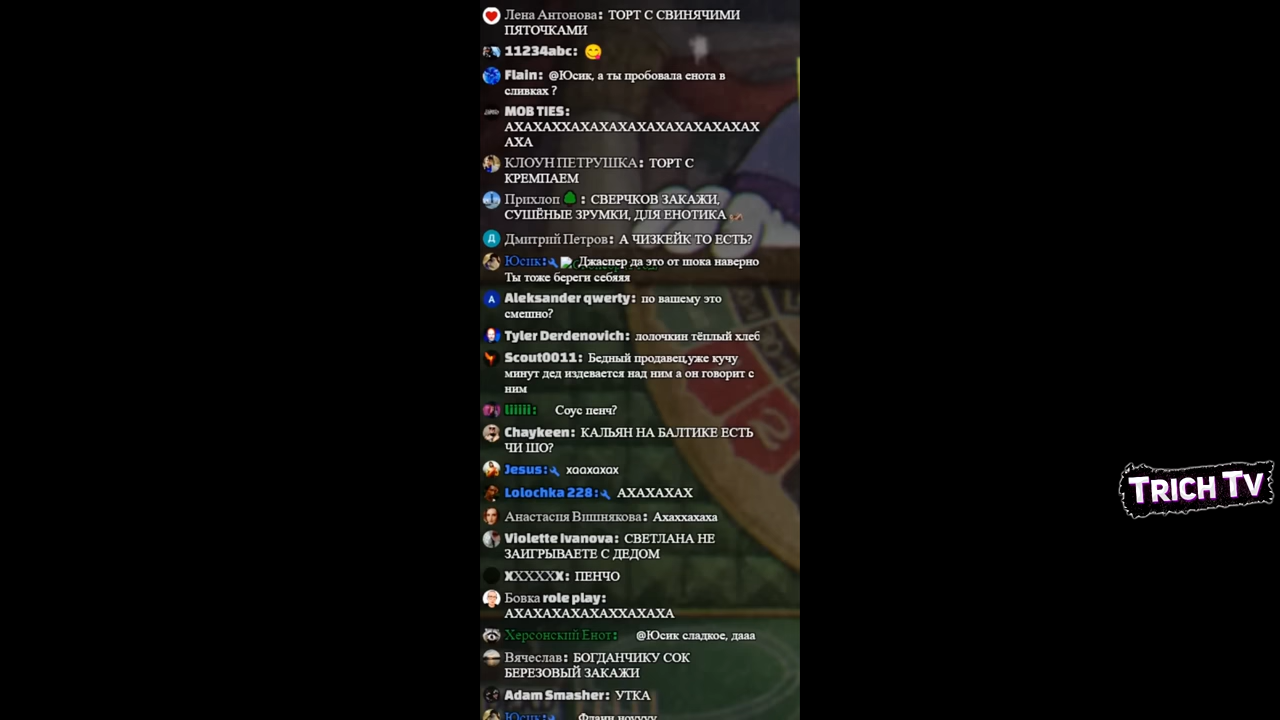 Лена Антонова: ТОРТ С СВИНЯЧИМИ
ПЯТОЧКАМИ
11234abc: 😋
Flain: @Юсик, а ты пробовала енота в
сливках ?
MOB TIES:
АХАХАХХАХАХАХАХАХАХАХАХАХАХ
АХА
КЛОУН ПЕТРУШКА: ТОРТ С
КРЕМПАЕМ
Прихлоп : СВЕРЧКОВ ЗАКАЖИ,
СУШЁНЫЕ ЗРУМКИ, ДЛЯ ЕНОТИКА
Дмитрий Петров: А ЧИЗКЕЙК ТО ЕСТЬ?
Юсик: Джаспер да это от шока наверно
Ты тоже береги себяяя
Aleksander qwerty: по вашему это
смешно?
Tyler Derdenovich: лолочкин тёплый хлеб
Scout0011: Бедный продавец,уже кучу
минут дед издевается над ним а он говорит с
ним
liiiii: Соус пенч?
Chaykeen: КАЛЬЯН НА БАЛТИКЕ ЕСТЬ
ЧИ ШО?
Jesus: хаахахах
Lolochka 228: АХАХАХАХ
Анастасия Вишнякова: Ахаххахаха
Violette Ivanova: СВЕТЛАНА НЕ
ЗАИГРЫВАЕТЕ С ДЕДОМ
XXXXXX: ПЕНЧО
Бовка role play:
АХАХАХАХАХАХХАХАХА
Херсонский Енот: @Юсик сладкое, дааа
Вячеслав: БОГДАНЧИКУ СОК
БЕРЕЗОВЫЙ ЗАКАЖИ
Adam Smasher: УТКА
Юсик:
TRICH TV